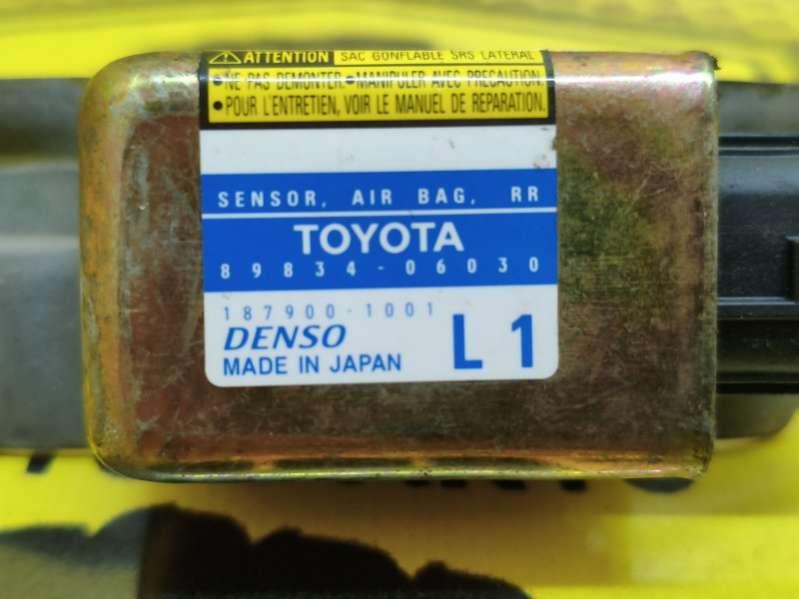 ATTENTION SAC GONFLABLE SRS LATERAL
• NE PAS DEMONTER. • MANIPULER AVEC PRECAUTION.
• POUR L'ENTRETIEN, VOIR LE MANUEL DE REPARATION.
SENSOR, AIR BAG, RR
TOYOTA
89834-06030
187900-1001
DENSO
L 1
MADE IN JAPAN